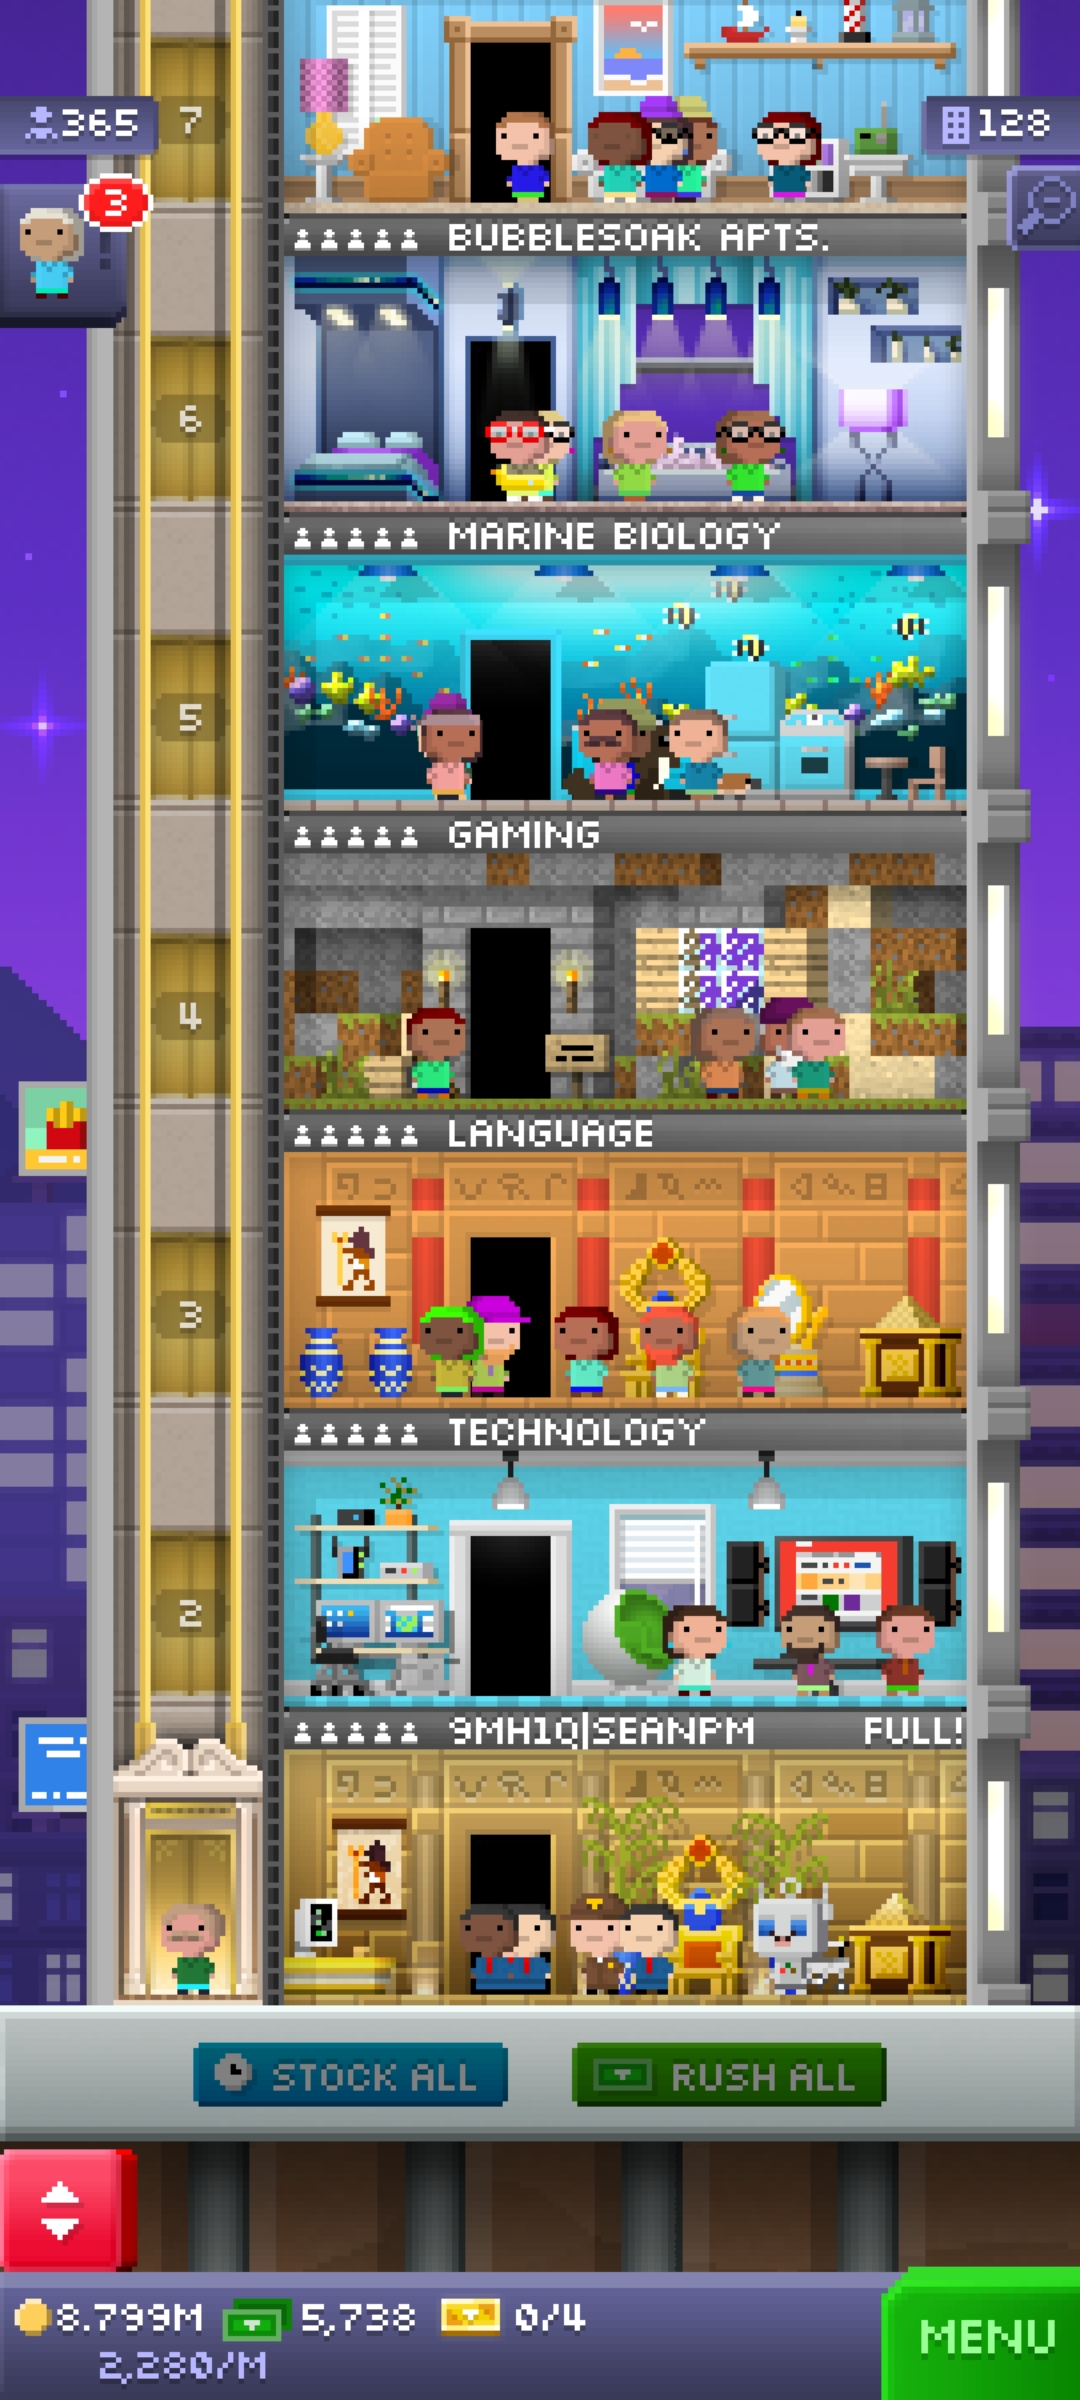 365
7
128
3
BUBBLESOAK APTS.
6
MARINE BIOLOGY
5
GAMING
4
LANGUAGE
3
TECHNOLOGY
2
9MH1Q|SEANPM FULL!
STOCK ALL
RUSH ALL
8.799M 5,738 0/4
2,280/M
MENU